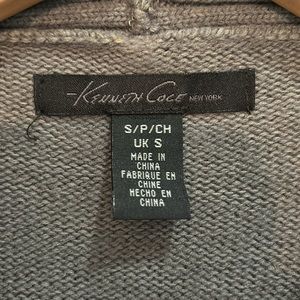 Kenneth Cole NEW YORK
S/P/CH
UK S
MADE IN
CHINA
FABRIQUE EN
CHINE
HECHO EN
CHINA